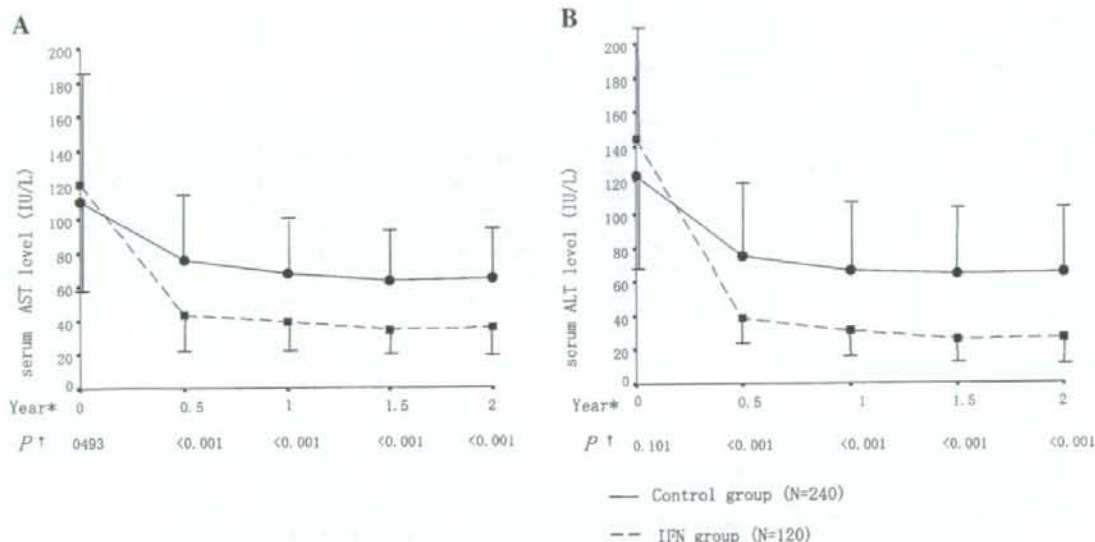 A
200
180
160
140
120
100
80
60
40
20
0
serum AST level (IU/L)
Year* 0 0.5 1 1.5 2
P † 0493 <0.001 <0.001 <0.001 <0.001
B
200
180
160
140
120
100
80
60
40
20
0
serum ALT level (IU/L)
Year* 0 0.5 1 1.5 2
P † 0.101 <0.001 <0.001 <0.001 <0.001
Control group (N=240)
IFN group (N=120)